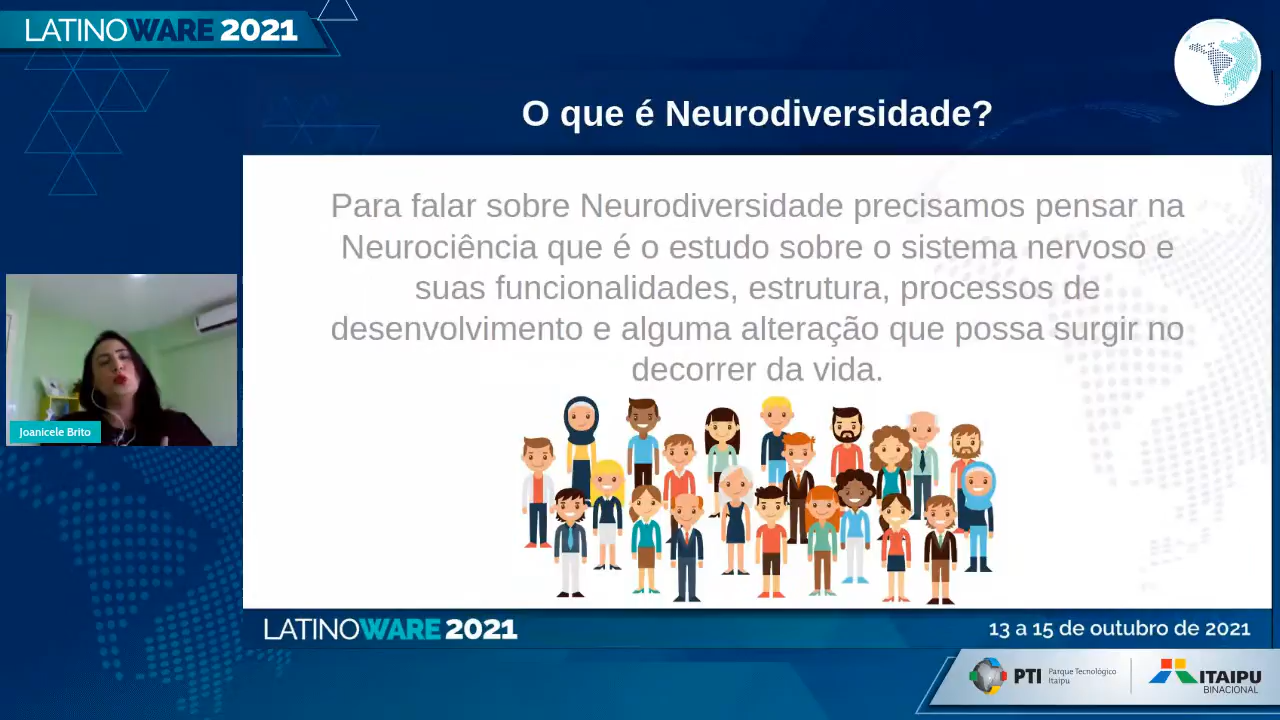 LATINOWARE 2021
O que é Neurodiversidade?
Para falar sobre Neurodiversidade precisamos pensar na
Neurociência que é o estudo sobre o sistema nervoso e
suas funcionalidades, estrutura, processos de
desenvolvimento e alguma alteração que possa surgir no
decorrer da vida.
Joanicele Brito
LATINOWARE 2021
13 a 15 de outubro de 2021
PTI
Parque Tecnológico
Itaipu
ITAIPU
BINACIONAL